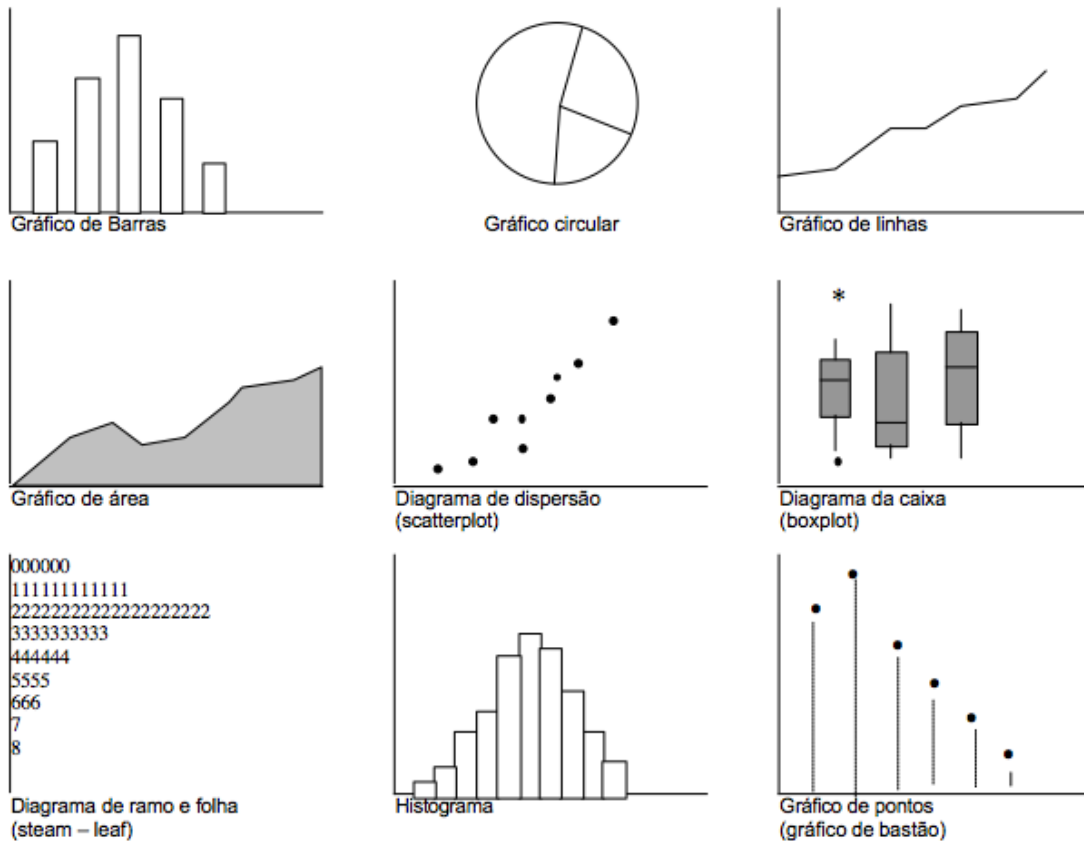 Gráfico de Barras
Gráfico circular
Gráfico de linhas
*
Gráfico de área
Diagrama de dispersão
(scatterplot)
Diagrama da caixa
(boxplot)
000000
1111111111111
2222222222222222222222
3333333333
444444
5555
666
7
8
Diagrama de ramo e folha
(steam – leaf)
Histograma
Gráfico de pontos
(gráfico de bastão)